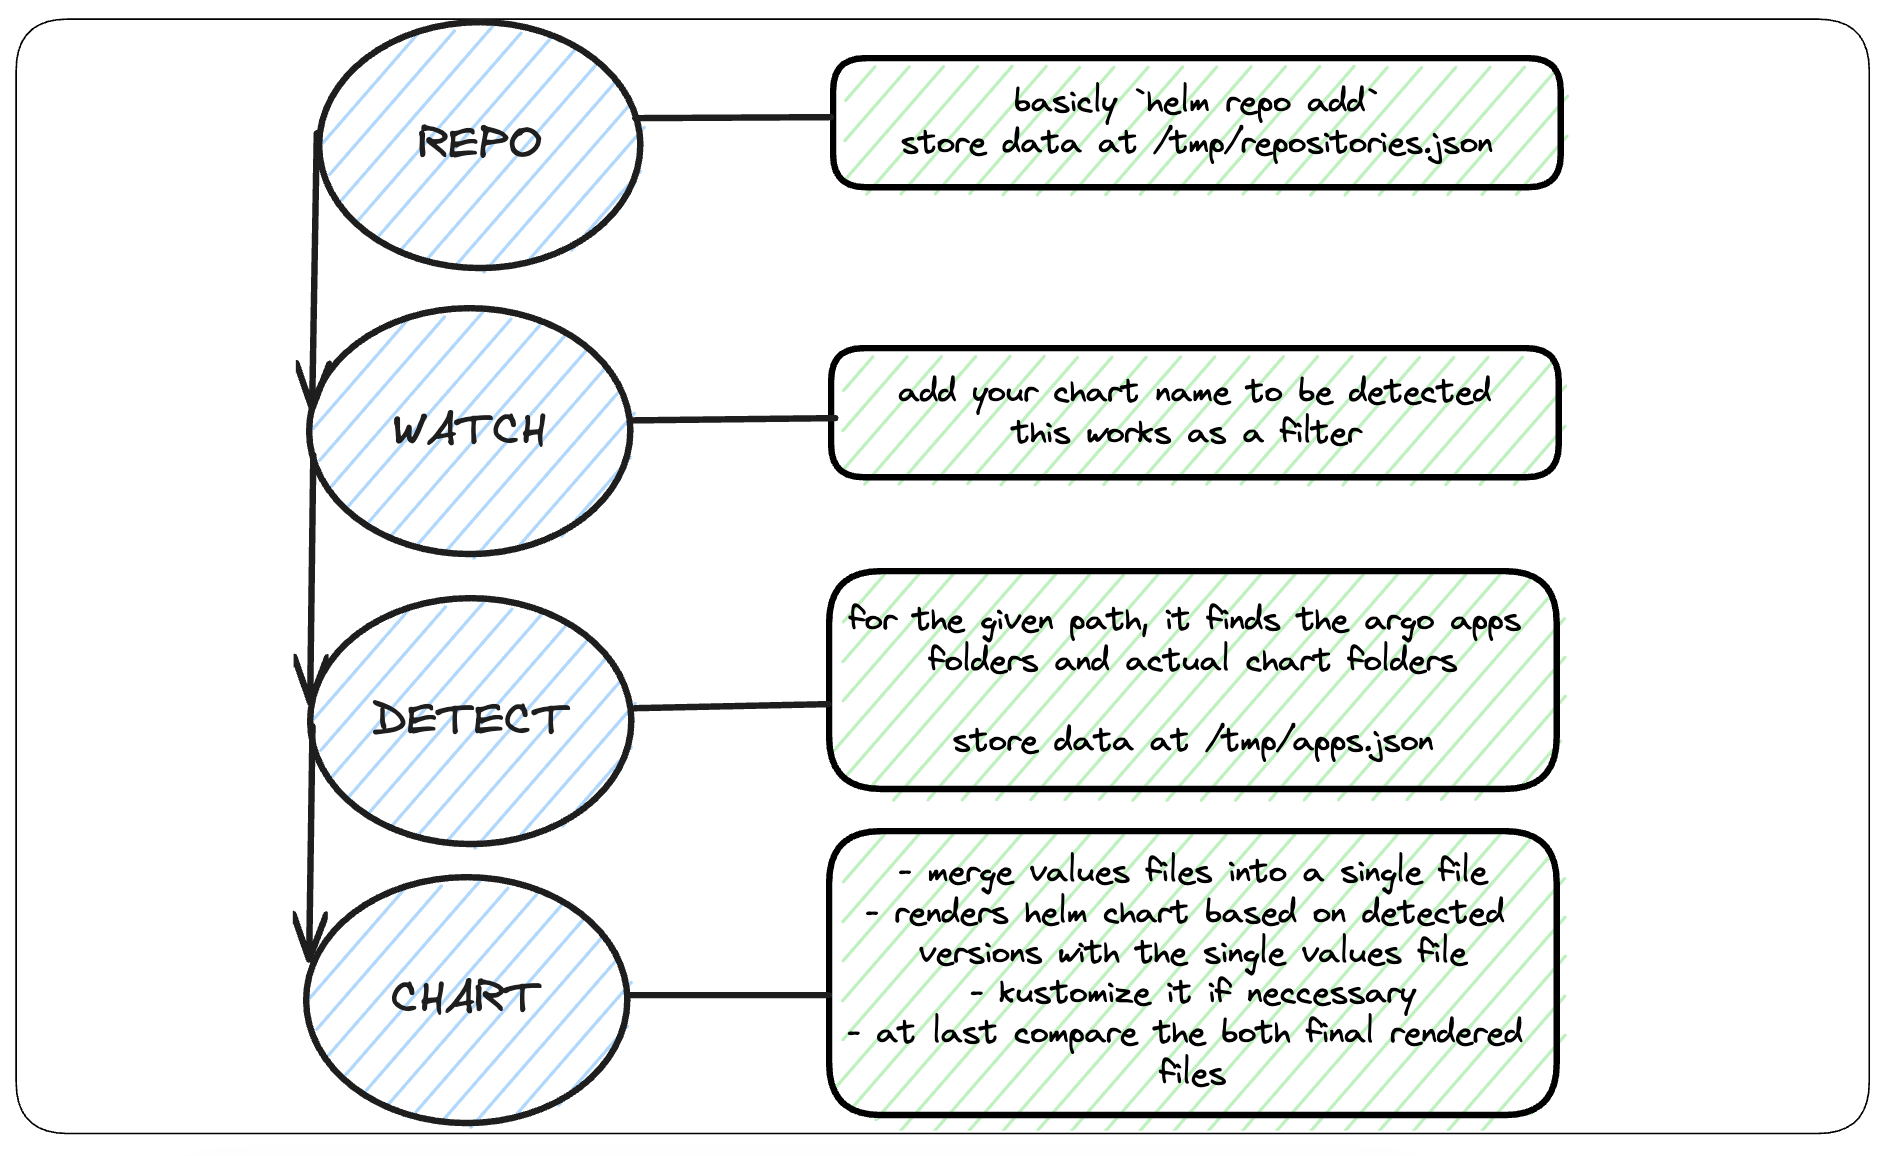 REPO
basicly `helm repo add`
store data at /tmp/repositories.json
WATCH
add your chart name to be detected
this works as a filter
DETECT
for the given path, it finds the argo apps
folders and actual chart folders
store data at /tmp/apps.json
CHART
- merge values files into a single file
- renders helm chart based on detected
versions with the single values file
- kustomize it if neccessary
- at last compare the both final rendered
files